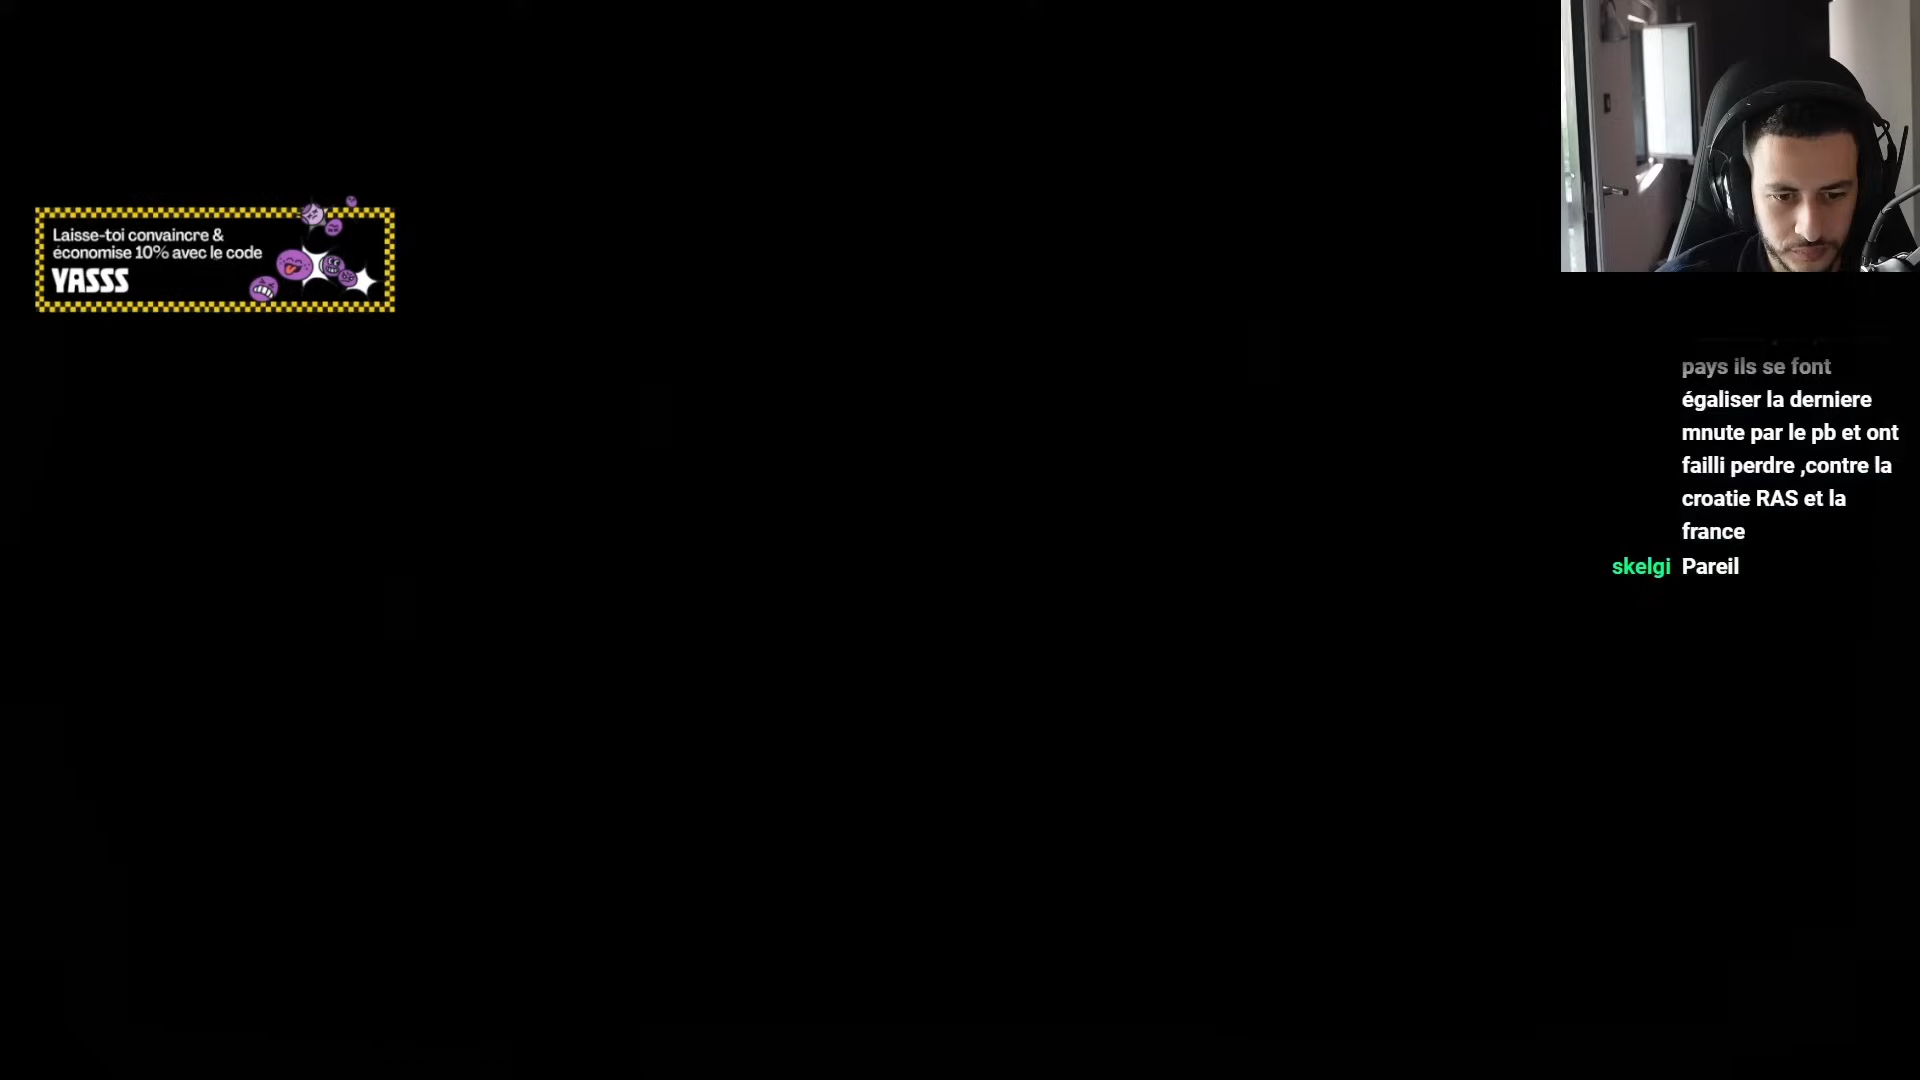 Laisse-toi convaincre &
économise 10% avec le code
YASSS
pays ils se font
égaliser la derniere
mnute par le pb et ont
failli perdre ,contre la
croatie RAS et la
france
skelgi Pareil